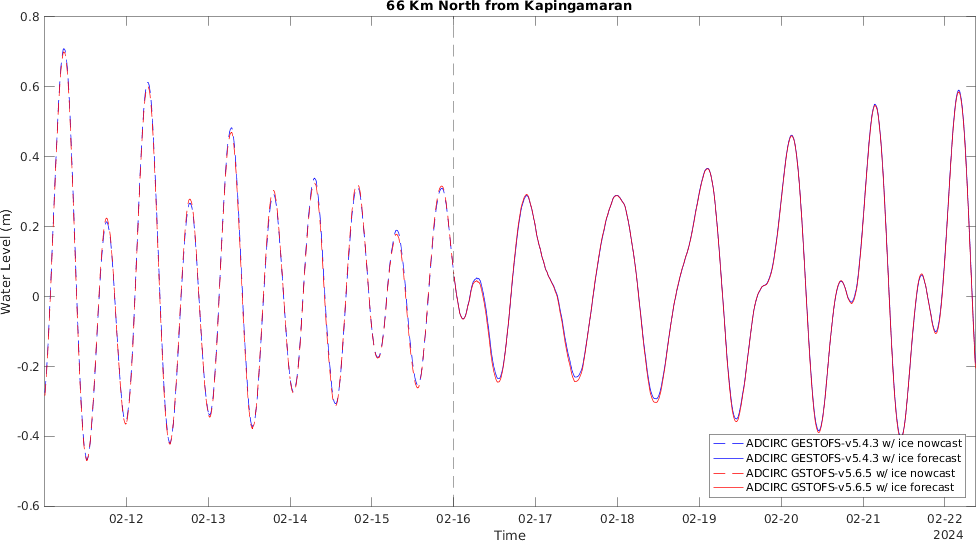 66 Km North from Kapingamaran
Water Level (m)
0.8
0.6
0.4
0.2
0
-0.2
-0.4
-0.6
02-12
02-13
02-14
02-15
02-16
02-17
02-18
02-19
02-20
02-21
02-22
2024
Time
ADCIRC GESTOFS-v5.4.3 w/ ice nowcast
ADCIRC GESTOFS-v5.4.3 w/ ice forecast
ADCIRC GSTOFS-v5.6.5 w/ ice nowcast
ADCIRC GSTOFS-v5.6.5 w/ ice forecast